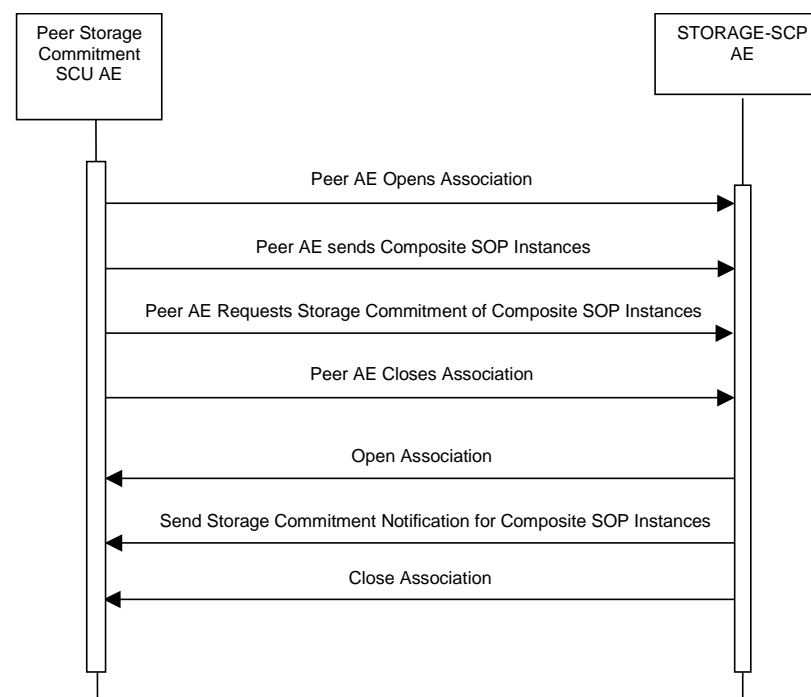 Peer Storage
Commitment
SCU AE
STORAGE-SCP
AE
Peer AE Opens Association
Peer AE sends Composite SOP Instances
Peer AE Requests Storage Commitment of Composite SOP Instances
Peer AE Closes Association
Open Association
Send Storage Commitment Notification for Composite SOP Instances
Close Association